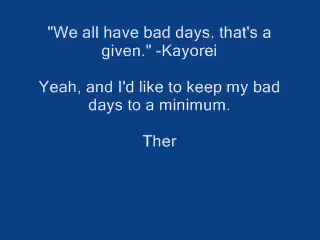 "We all have bad days. that's a
given." -Kayorei
Yeah, and I'd like to keep my bad
days to a minimum.
Ther